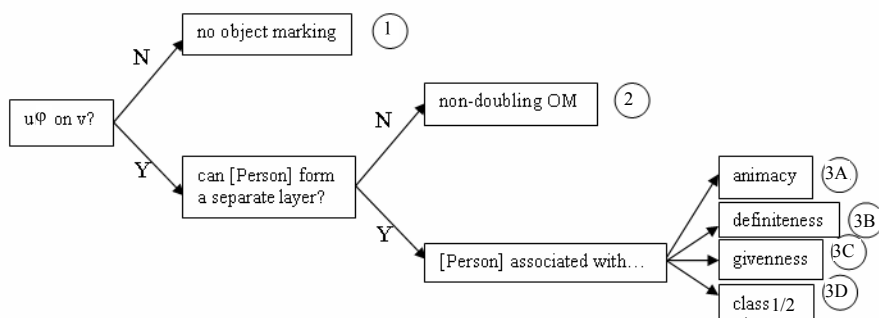 no object marking
1
N
uφ on v?
Y
can [Person] form
a separate layer?
N
non-doubling OM
2
Y
[Person] associated with...
animacy
3A
definiteness
3B
givenness
3C
class 1/2
3D